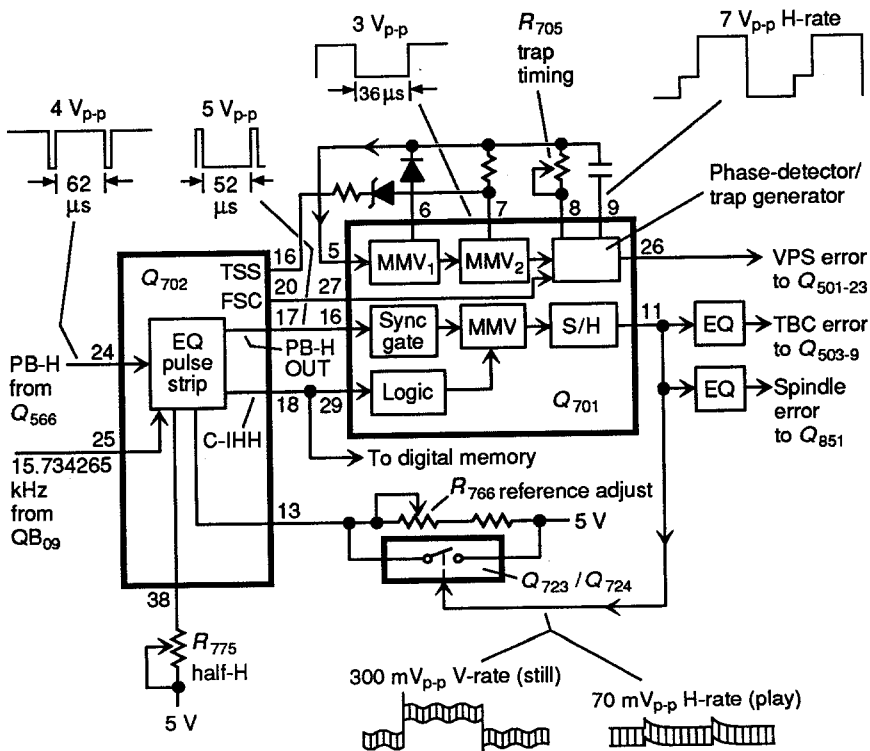 3 Vp-p
36 µs
R705
trap
timing
7 Vp-p H-rate
4 Vp-p
62
µs
5 Vp-p
52
µs
Phase-detector/
trap generator
6
7
8
9
16
TSS
5
MMV1
MMV2
26
VPS error
to Q501-23
Q702
20
FSC
27
17
16
Sync
gate
MMV
S/H
11
EQ
TBC error
to Q503-9
EQ
pulse
strip
PB-H
OUT
PB-H
from
Q566
24
18
29
Logic
Q701
EQ
Spindle
error
to Q851
C-IHH
25
15.734265
kHz
from
QB09
To digital memory
13
R766 reference adjust
5 V
Q723 / Q724
38
R775
half-H
5 V
300 mVp-p V-rate (still)
70 mVp-p H-rate (play)